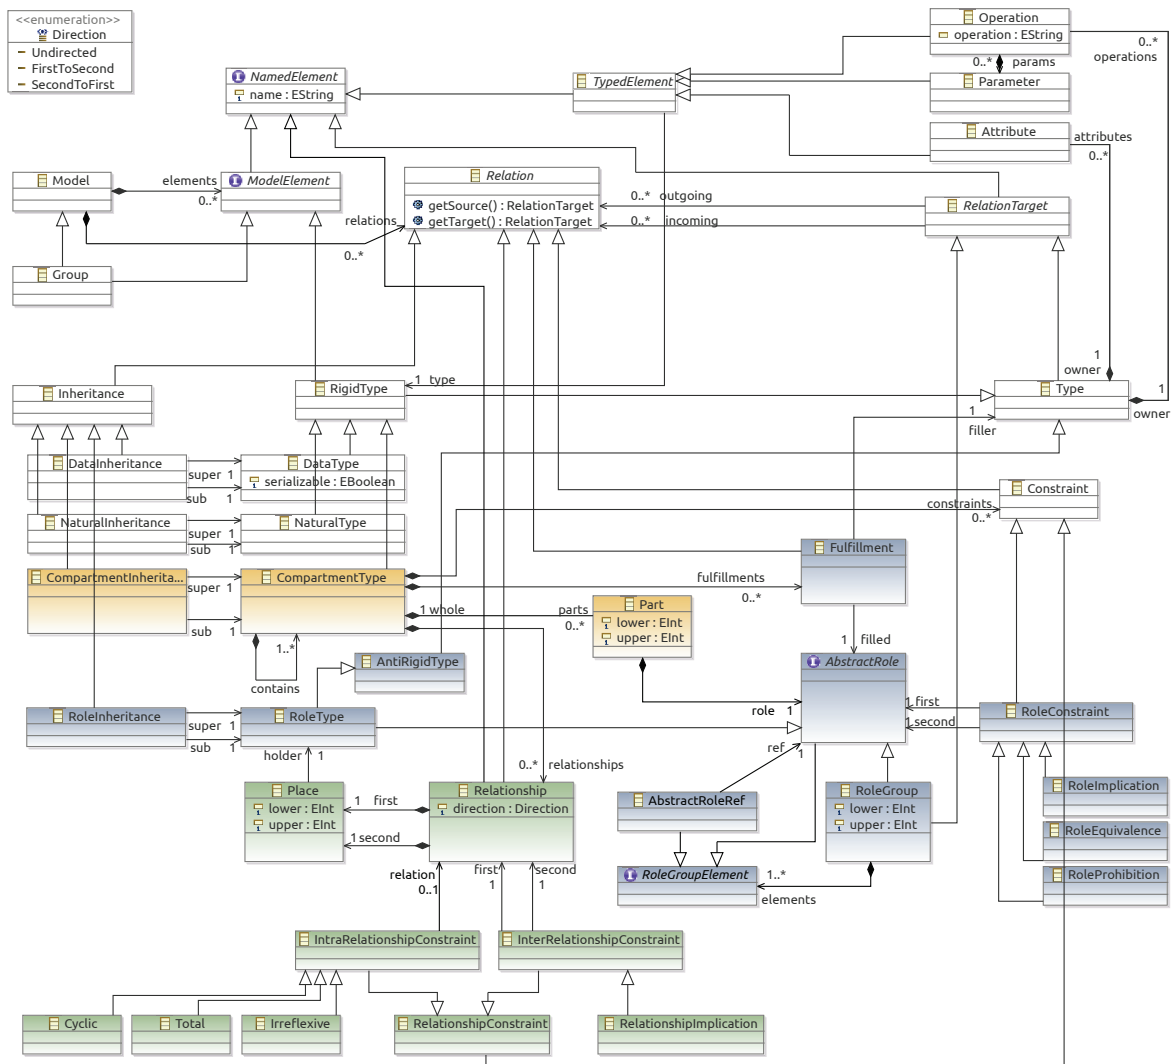 <<enumeration>>
Direction
Undirected
FirstToSecond
SecondToFirst
NamedElement
name : EString
TypedElement
Operation
operation : EString
0..*
operations
0..* params
Parameter
Attribute
attributes
0..*
Model
elements
0..*
ModelElement
Relation
getSource() : RelationTarget
getTarget() : RelationTarget
relations
0..*
0..* outgoing
0..* incoming
RelationTarget
Group
Inheritance
RigidType
1 type
1
owner
Type
1
owner
1
filler
DataInheritance
super 1
sub 1
DataType
serializable : EBoolean
NaturalInheritance
super 1
sub 1
NaturalType
Constraint
constraints
0..*
CompartmentInherita...
super 1
sub 1
CompartmentType
1..*
contains
Fulfillment
fulfillments
0..*
1 whole
parts
0..*
Part
lower : EInt
upper : EInt
1 filled
AntiRigidType
AbstractRole
role 1
1 first
1 second
RoleConstraint
RoleInheritance
super 1
sub 1
RoleType
holder 1
ref
1
0..* relationships
Place
lower : EInt
upper : EInt
1 first
1 second
Relationship
direction : Direction
AbstractRoleRef
RoleGroup
lower : EInt
upper : EInt
RoleImplication
RoleEquivalence
RoleProhibition
relation
0..1
first
1
second
1
RoleGroupElement
1..*
elements
IntraRelationshipConstraint
InterRelationshipConstraint
Cyclic
Total
Irreflexive
RelationshipConstraint
RelationshipImplication